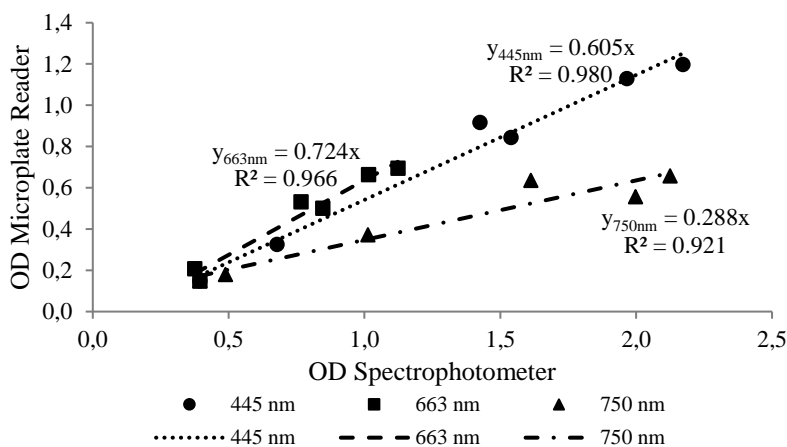 1,4
1,2
1,0
0,8
0,6
0,4
0,2
0,0
OD Microplate Reader
y445nm = 0.605x
R² = 0.980
y663nm = 0.724x
R² = 0.966
y750nm = 0.288x
R² = 0.921
0,0 0,5 1,0 1,5 2,0 2,5
OD Spectrophotometer
445 nm 663 nm 750 nm
445 nm 663 nm 750 nm